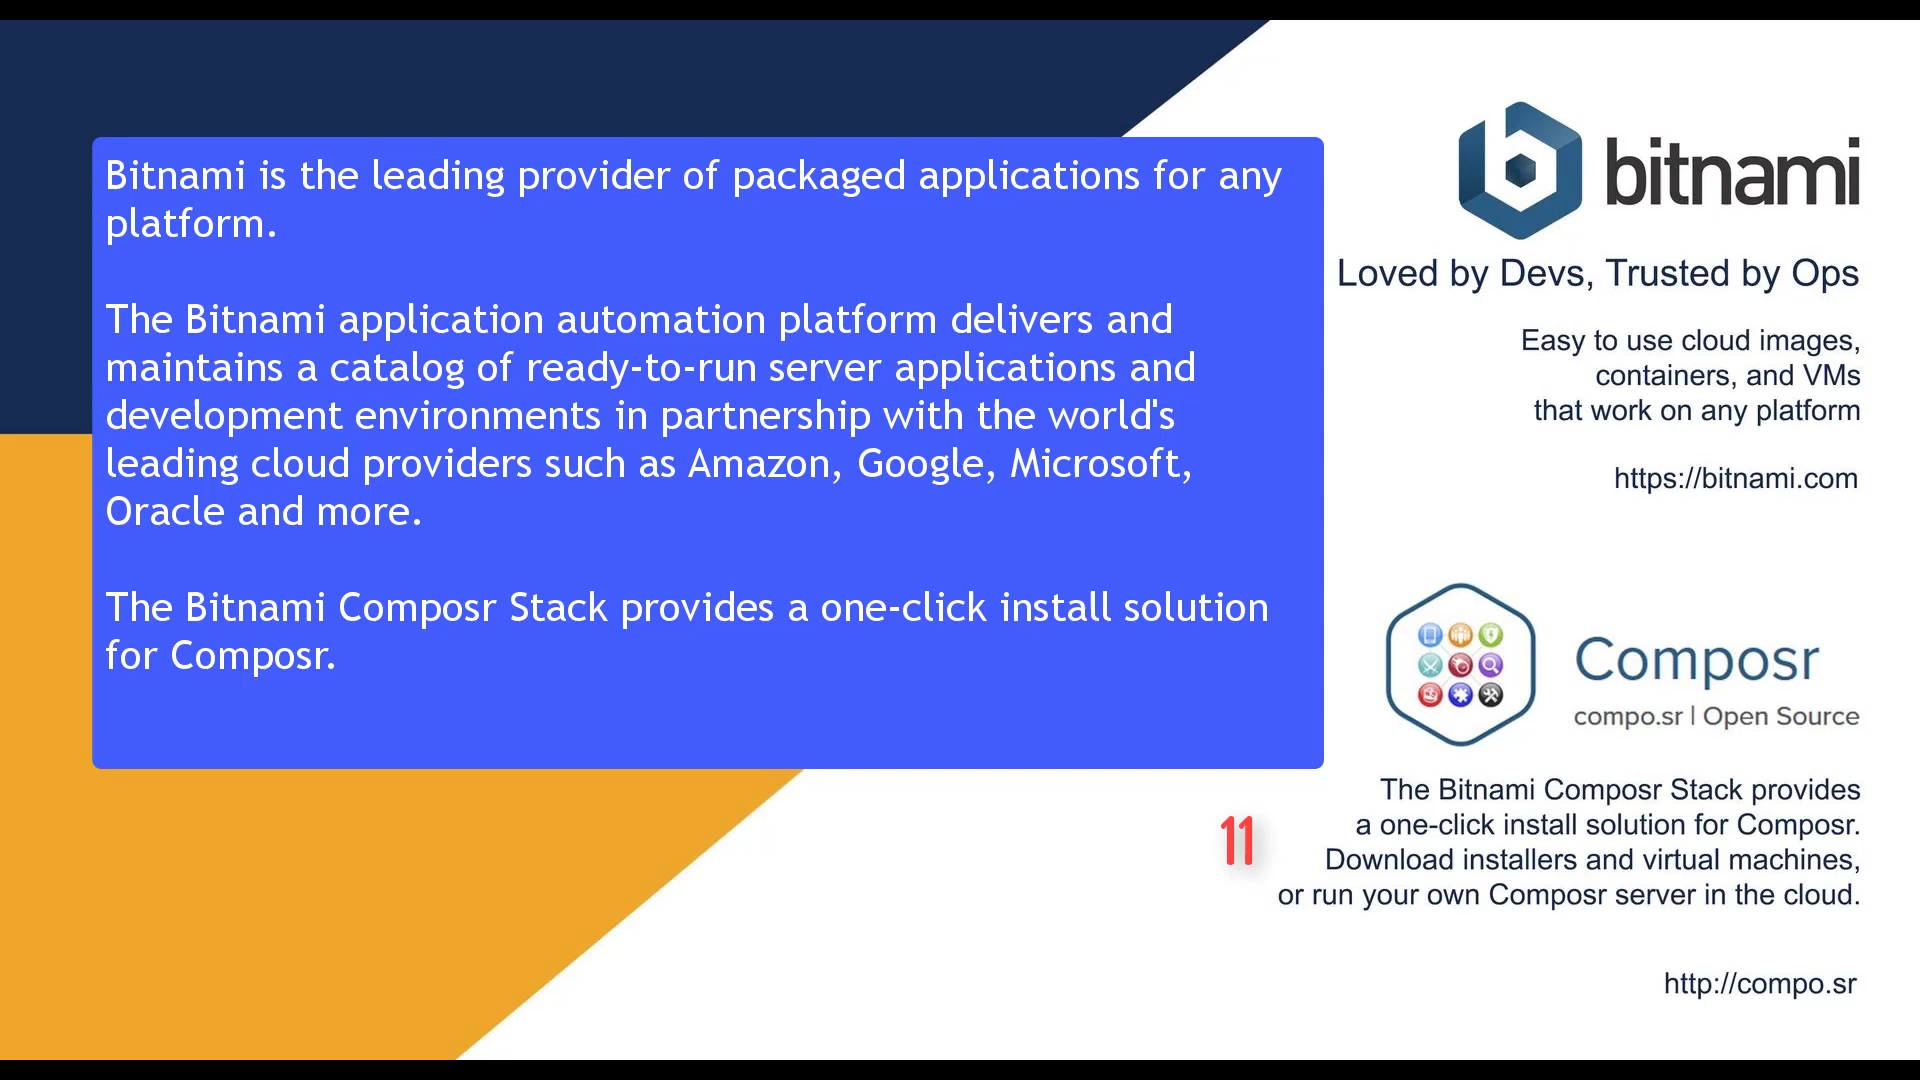 Bitnami is the leading provider of packaged applications for any
platform.
The Bitnami application automation platform delivers and
maintains a catalog of ready-to-run server applications and
development environments in partnership with the world's
leading cloud providers such as Amazon, Google, Microsoft,
Oracle and more.
The Bitnami Composr Stack provides a one-click install solution
for Composr.
bitnami
Loved by Devs, Trusted by Ops
Easy to use cloud images,
containers, and VMs
that work on any platform
https://bitnami.com
Composr
compo.sr | Open Source
The Bitnami Composr Stack provides
a one-click install solution for Composr.
Download installers and virtual machines,
or run your own Composr server in the cloud.
http://compo.sr
11